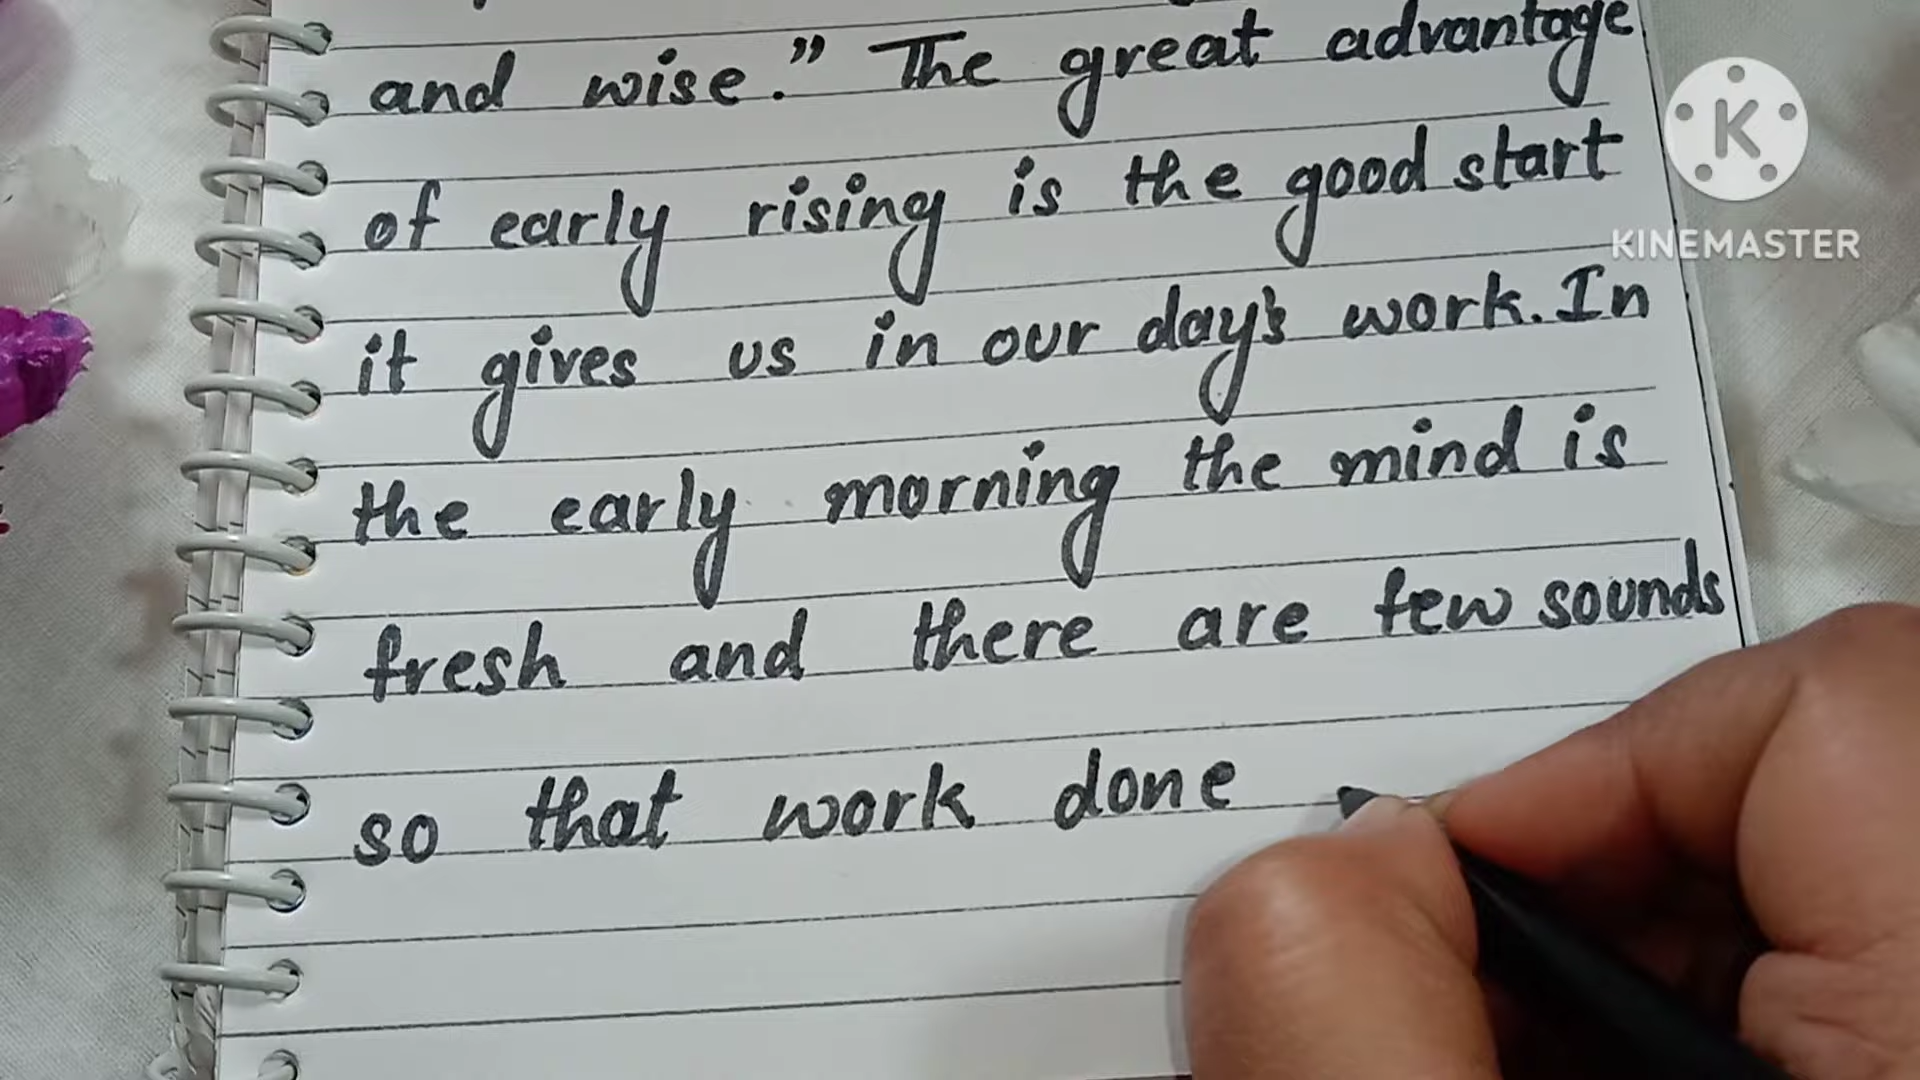 and wise." The great advantage
of early rising is the good start
it gives us in our day's work. In
the early morning the mind is
fresh and there are few sounds
so that work done
K
KINEMASTER